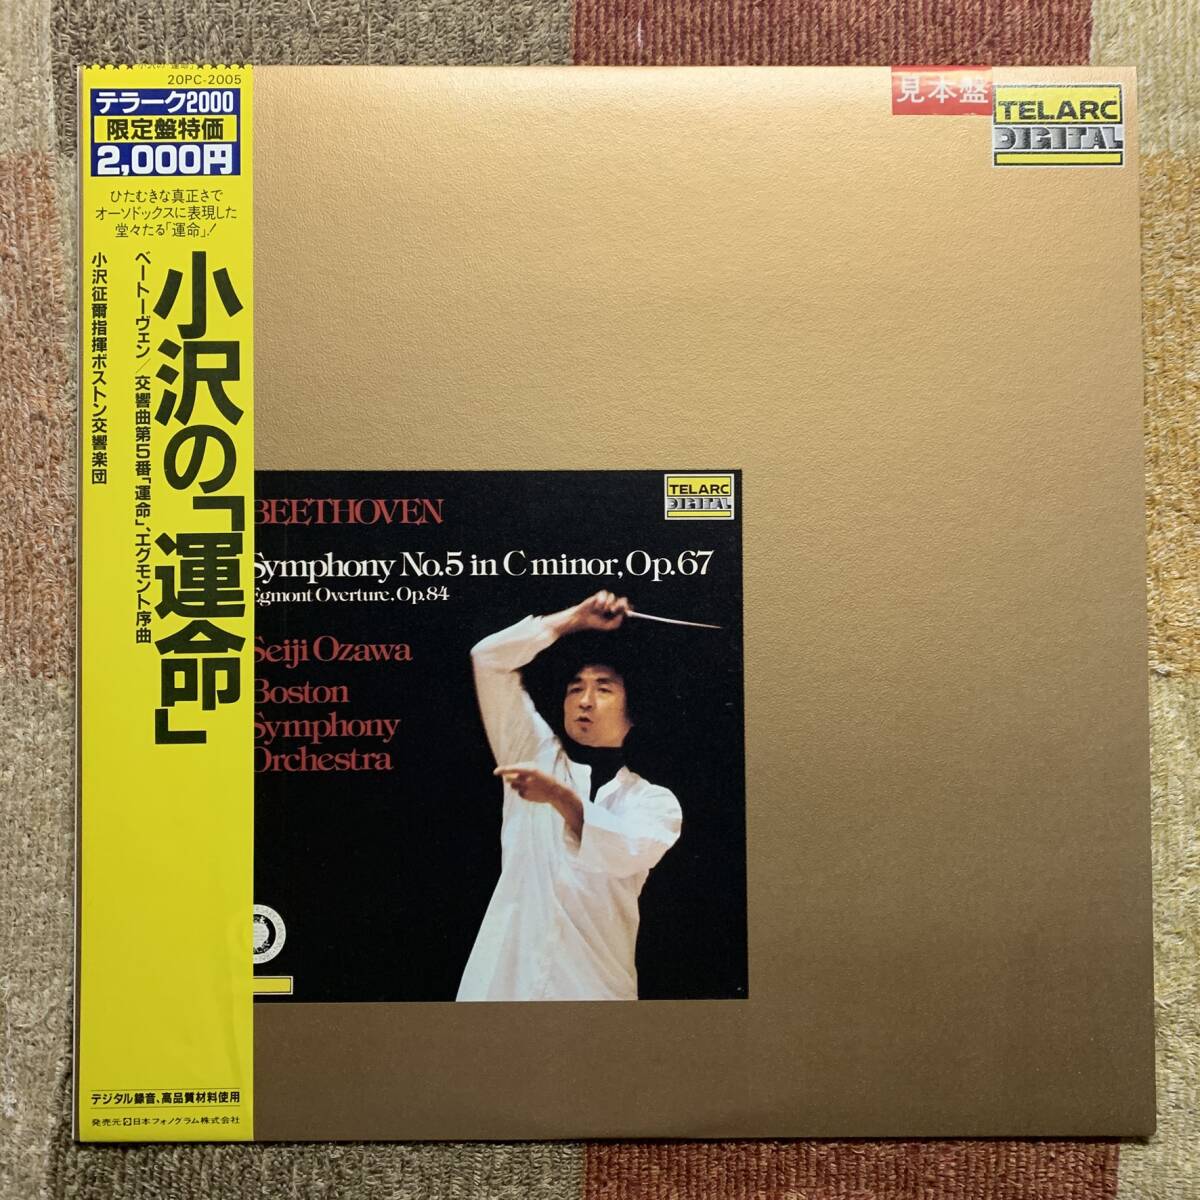 小沢の「運命」
20PC-2005
テラーク2000
限定盤特価
2,000円
ひたむきな真正さで
オーソドックスに表現した
堂々たる「運命」!
小沢の「運命」
ベートーヴェン/交響曲第5番「運命」、エグモント序曲
小沢征爾指揮ボストン交響楽団
デジタル録音、高品質材料使用
発売元 日本フォノグラム株式会社
見本盤
TELARC
DIGITAL
TELARC
DIGITAL
BEETHOVEN
Symphony No.5 in C minor, Op.67
Egmont Overture, Op.84
Seiji Ozawa
Boston
Symphony
Orchestra